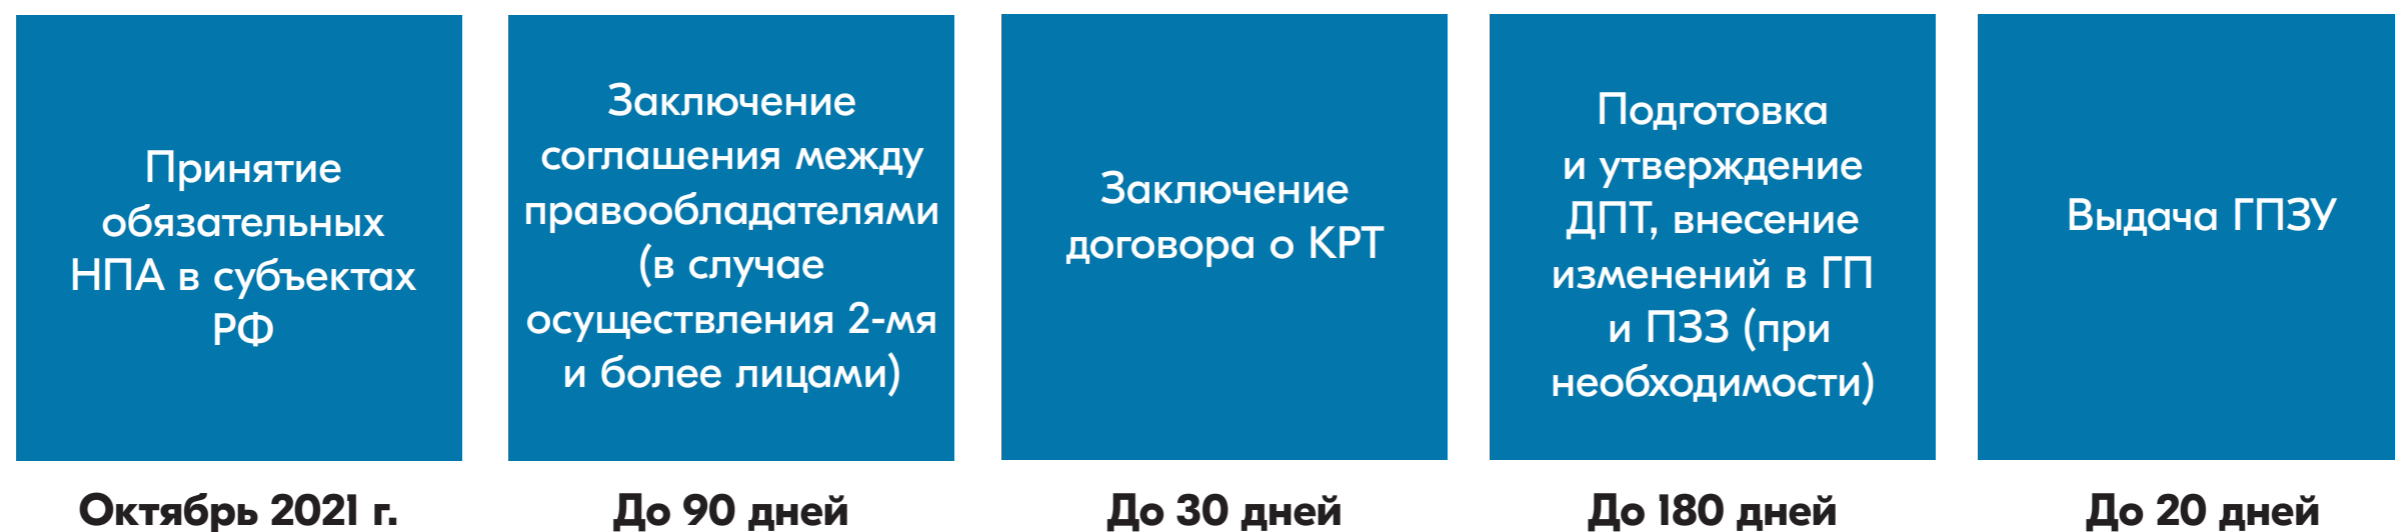 Принятие
обязательных
НПА в субъектах
РФ
Октябрь 2021 г.
Заключение
соглашения между
правообладателями
(в случае
осуществления 2-мя
и более лицами)
До 90 дней
Заключение
договора о КРТ
До 30 дней
Подготовка
и утверждение
ДПТ, внесение
изменений в ГП
и ПЗЗ (при
необходимости)
До 180 дней
Выдача ГПЗУ
До 20 дней